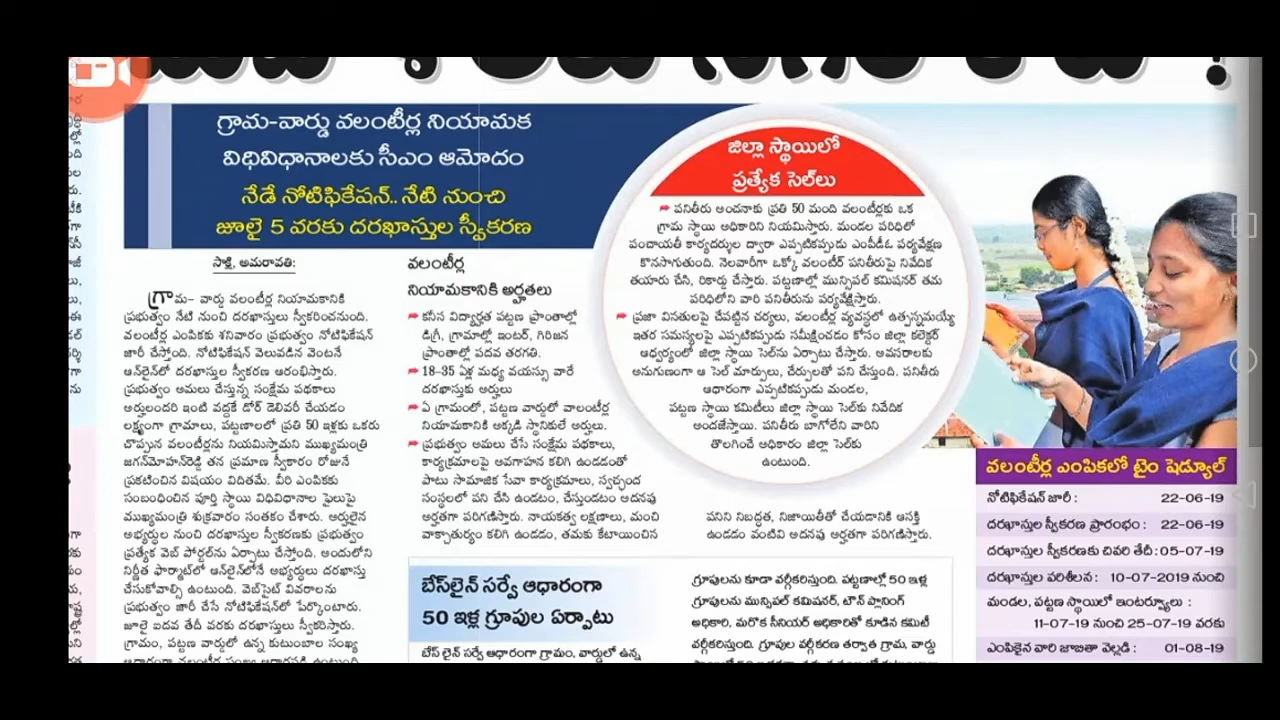 గ్రామ-వార్డు వలంటీర్ల నియామక
విధివిధానాలకు సీఎం ఆమోదం
నేడే నోటిఫికేషన్.. నేటి నుంచి
జూలై 5 వరకు దరఖాస్తుల స్వీకరణ
సాక్షి, అమరావతి:
గ్రామ- వార్డు వలంటీర్ల నియామకానికి
ప్రభుత్వం నేటి నుంచి దరఖాస్తులు స్వీకరించనుంది.
వలంటీర్ల ఎంపికకు శనివారం ప్రభుత్వం నోటిఫికేషన్
జారీ చేస్తోంది. నోటిఫికేషన్ వెలువడిన వెంటనే
ఆన్‌లైన్‌లో దరఖాస్తుల స్వీకరణ ఆరంభిస్తారు.
ప్రభుత్వం అమలు చేస్తున్న సంక్షేమ పథకాలు
అర్హులందరి ఇంటి వద్దకే డోర్ డెలివరీ చేయడం
లక్ష్యంగా గ్రామాలు, పట్టణాలలో ప్రతి 50 ఇళ్లకు ఒకరు
చొప్పున వలంటీర్లను నియమిస్తామని ముఖ్యమంత్రి
జగన్‌మోహన్‌రెడ్డి తన ప్రమాణ స్వీకారం రోజునే
ప్రకటించిన విషయం విదితమే. వీరి ఎంపికకు
సంబంధించిన పూర్తి స్థాయి విధివిధానాల ఫైలుపై
ముఖ్యమంత్రి శుక్రవారం సంతకం చేశారు. అర్హులైన
అభ్యర్థుల నుంచి దరఖాస్తుల స్వీకరణకు ప్రభుత్వం
ప్రత్యేక వెబ్ పోర్టల్‌ను ఏర్పాటు చేస్తోంది. అందులోని
నిర్ణీత ఫార్మాట్‌లో ఆన్‌లైన్‌లోనే అభ్యర్థులు దరఖాస్తు
చేసుకోవాల్సి ఉంటుంది. వెబ్‌సైట్ వివరాలను
ప్రభుత్వం జారీ చేసే నోటిఫికేషన్‌లో పేర్కొంటారు.
జూలై ఐదవ తేదీ వరకు దరఖాస్తులు స్వీకరిస్తారు.
గ్రామం, పట్టణ వార్డులో ఉన్న కుటుంబాల సంఖ్య
వలంటీర్ల
నియామకానికి అర్హతలు
కనీస విద్యార్హత పట్టణ ప్రాంతాల్లో
డిగ్రీ, గ్రామాల్లో ఇంటర్, గిరిజన
ప్రాంతాల్లో పదవ తరగతి.
18-35 ఏళ్ల మధ్య వయస్సు వారే
దరఖాస్తుకు అర్హులు
ఏ గ్రామంలో, పట్టణ వార్డులో వాలంటీర్ల
నియామకానికి అక్కడి స్థానికులే అర్హులు.
ప్రభుత్వం అమలు చేసే సంక్షేమ పథకాలు,
కార్యక్రమాలపై అవగాహన కలిగి ఉండడంతో
పాటు సామాజిక సేవా కార్యక్రమాలు, స్వచ్ఛంద
సంస్థలలో పని చేసి ఉండటం, చేస్తుండటం అదనపు
అర్హతగా పరిగణిస్తారు. నాయకత్వ లక్షణాలు, మంచి
వాక్చాతుర్యం కలిగి ఉండడం, తమకు కేటాయించిన
పనిని నిబద్ధత, నిజాయితీతో చేయడానికి ఆసక్తి
ఉండడం వంటివి అదనపు అర్హతగా పరిగణిస్తారు.
జిల్లా స్థాయిలో
ప్రత్యేక సెల్‌లు
పనితీరు అంచనాకు ప్రతి 50 మంది వలంటీర్లకు ఒక
గ్రామ స్థాయి అధికారిని నియమిస్తారు. మండల పరిధిలో
పంచాయతీ కార్యదర్శుల ద్వారా ఎప్పటికప్పుడు ఎంపీడీఓ పర్యవేక్షణ
కొనసాగుతుంది. నెలవారీగా ఒక్కో వలంటీర్ పనితీరుపై నివేదిక
తయారు చేసి, రికార్డు చేస్తారు. పట్టణాల్లో మున్సిపల్ కమిషనర్ తమ
పరిధిలోని వారి పనితీరును పర్యవేక్షిస్తారు.
ప్రజా వినతులపై చేపట్టిన చర్యలు, వలంటీర్ల వ్యవస్థలో ఉత్పన్నమయ్యే
ఇతర సమస్యలపై ఎప్పటికప్పుడు సమీక్షించడం కోసం జిల్లా కలెక్టర్
ఆధ్వర్యంలో జిల్లా స్థాయి సెల్‌ను ఏర్పాటు చేస్తారు. అవసరాలకు
అనుగుణంగా ఆ సెల్ మార్పులు, చేర్పులతో పని చేస్తుంది. పనితీరు
ఆధారంగా ఎప్పటికప్పుడు మండల,
పట్టణ స్థాయి కమిటీలు జిల్లా స్థాయి సెల్‌కు నివేదిక
అందజేస్తాయి. పనితీరు బాగోలేని వారిని
తొలగించే అధికారం జిల్లా సెల్‌కు
ఉంటుంది.
బేస్‌లైన్ సర్వే ఆధారంగా
50 ఇళ్ల గ్రూపుల ఏర్పాటు
బేస్ లైన్ సర్వే ఆధారంగా గ్రామం, వార్డులో ఉన్న
గ్రూపులను కూడా వర్గీకరిస్తుంది. పట్టణాల్లో 50 ఇళ్ల
గ్రూపులను మున్సిపల్ కమిషనర్, టౌన్ ప్లానింగ్
అధికారి, మరొక సీనియర్ అధికారితో కూడిన కమిటీ
వర్గీకరిస్తుంది. గ్రూపుల వర్గీకరణ తర్వాత గ్రామ, వార్డు
వలంటీర్ల ఎంపికలో టైం షెడ్యూల్
నోటిఫికేషన్ జారీ : 22-06-19
దరఖాస్తుల స్వీకరణ ప్రారంభం : 22-06-19
దరఖాస్తుల స్వీకరణకు చివరి తేదీ : 05-07-19
దరఖాస్తుల పరిశీలన : 10-07-2019 నుంచి
మండల, పట్టణ స్థాయిలో ఇంటర్వ్యూలు :
11-07-19 నుంచి 25-07-19 వరకు
ఎంపికైన వారి జాబితా వెల్లడి : 01-08-19